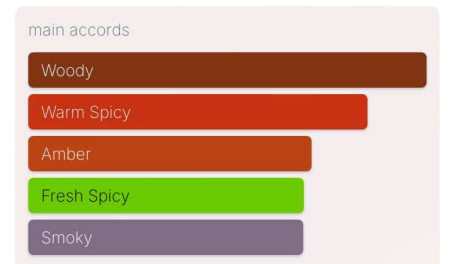 main accords
Woody
Warm Spicy
Amber
Fresh Spicy
Smoky